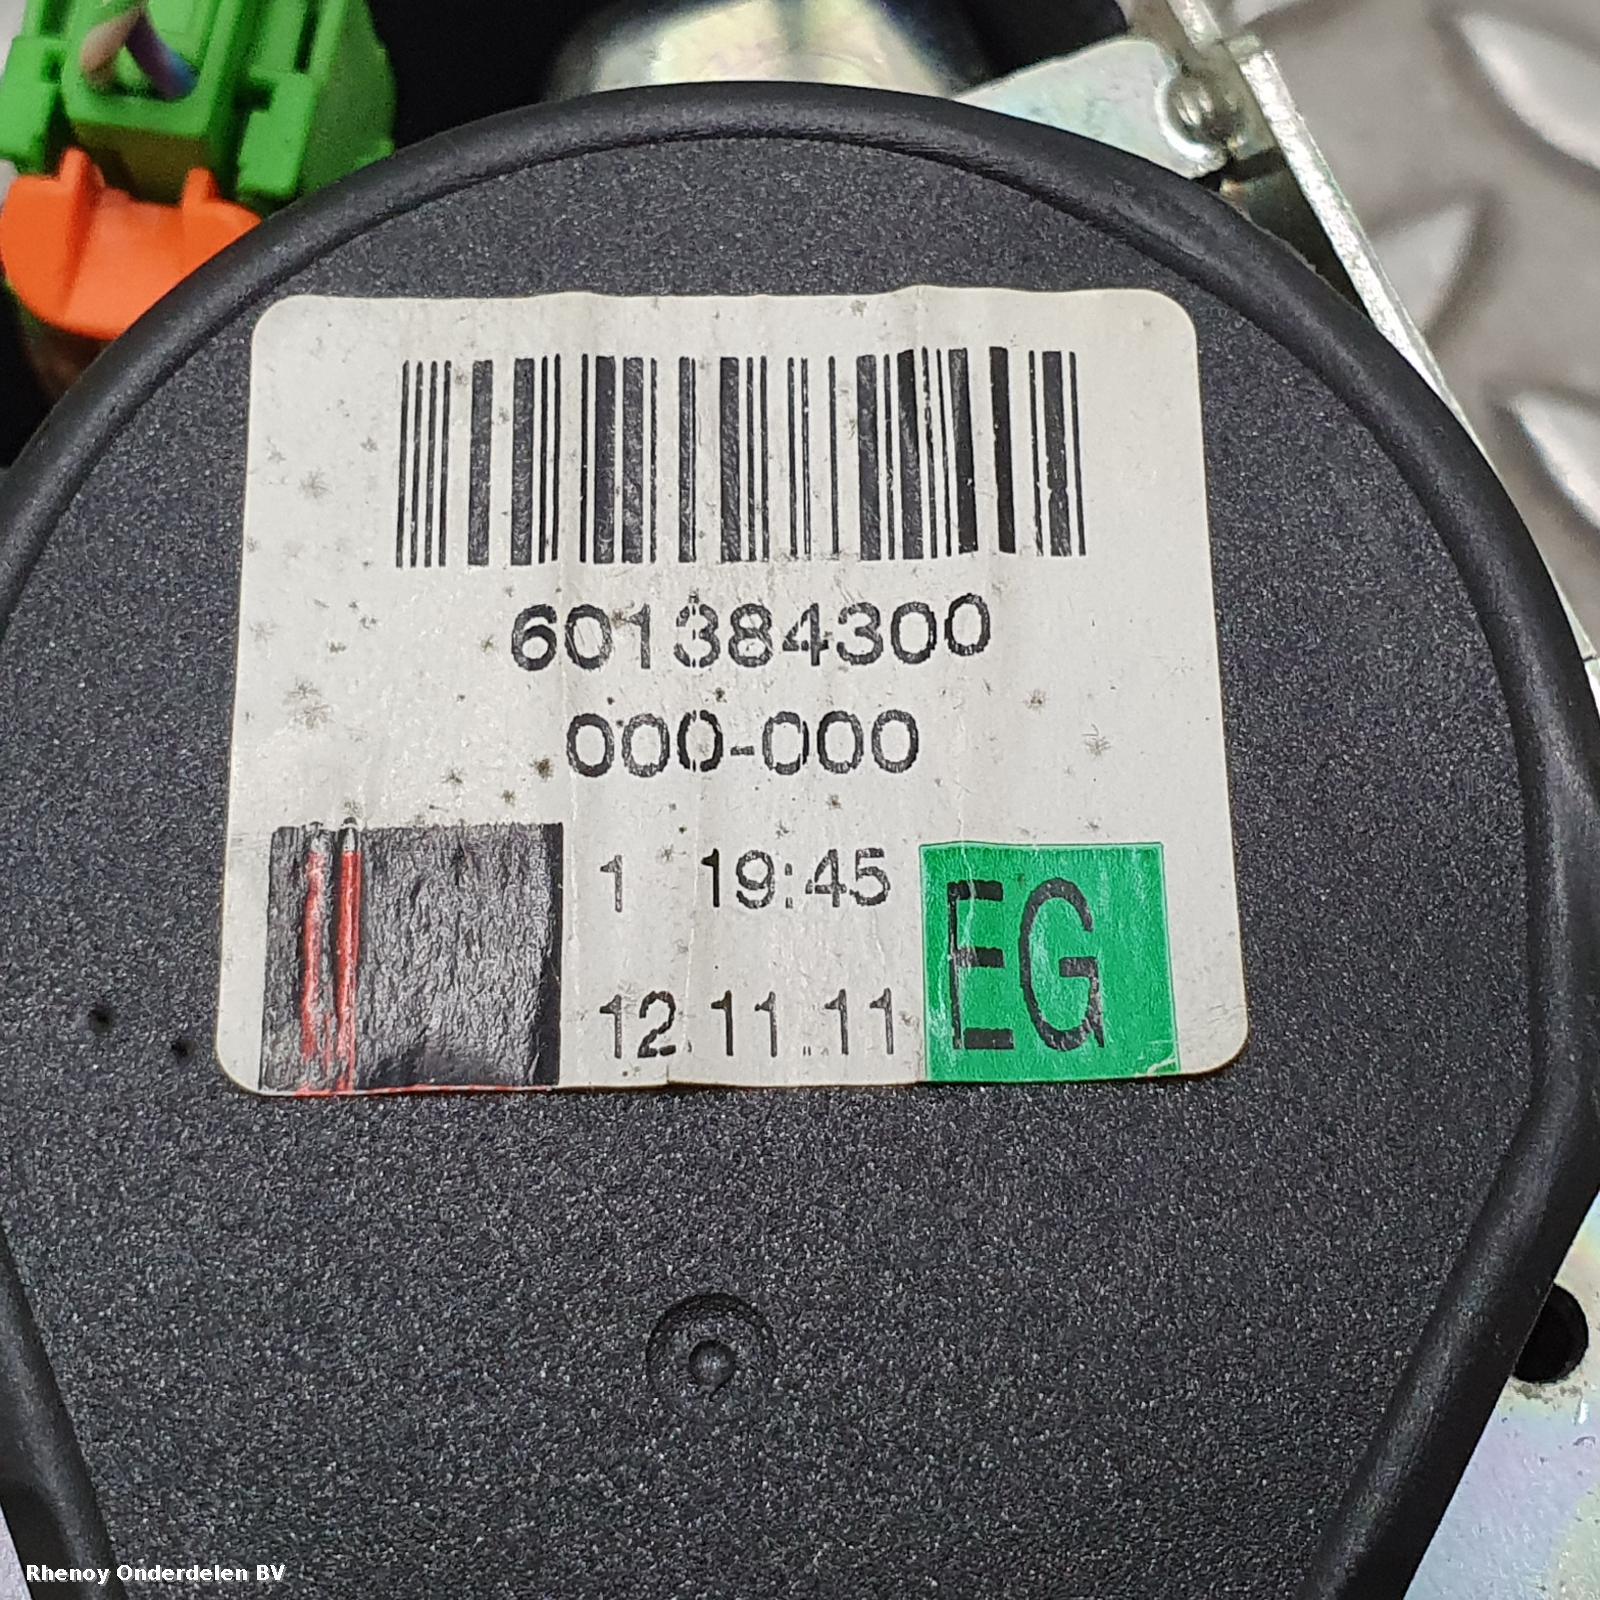 601384300
000-000
1 19:45
12.11.11
EG
Rhenoy Onderdelen BV